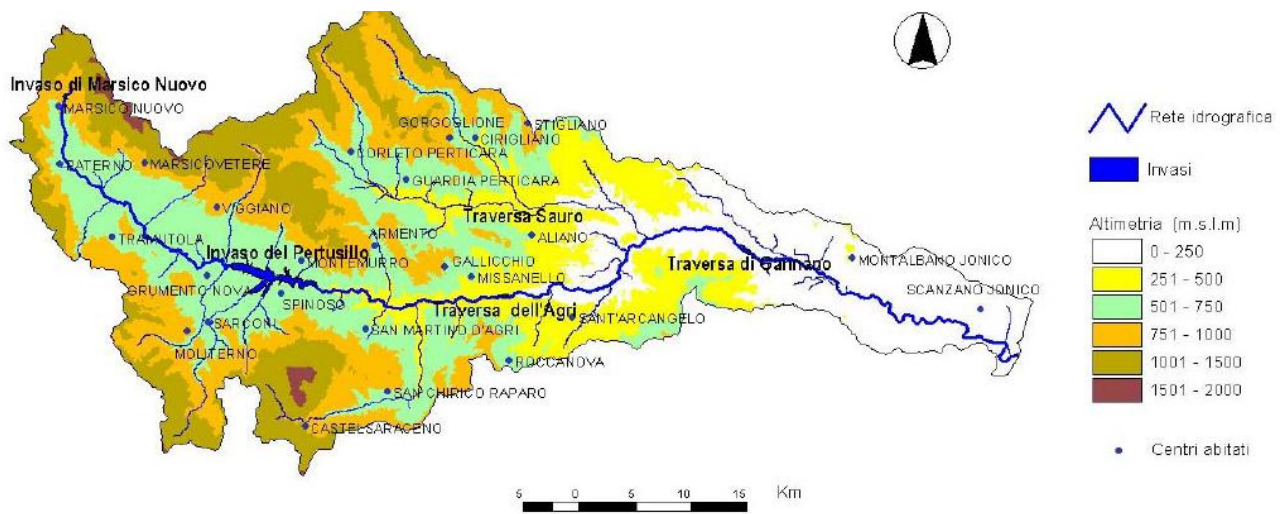 Invaso di Marsico Nuovo
MARSICO NUOVO
PATERNO
MARSICOVETERE
VIGGIANO
TRAMUTOLA
GORGOGLIONE
STIGLIANO
CIRIGLIANO
CORLETO PERTICARA
GUARDIA PERTICARA
Traversa Sauro
ARMENTO
ALIANO
Invaso del Pertusillo
MONTEMURRO
GALLICCHIO
MISSANELLO
Traversa di Gannano
MONTALBANO JONICO
GRUMENTO NOVA
SPINOSO
SCANZANO JONICO
Traversa dell'Agri
SARCONI
SAN MARTINO D'AGRI
SANT'ARCANGELO
MOLITERNO
ROCCANOVA
SAN CHIRICO RAPARO
CASTELSARACENO
Rete idrografica
Invasi
Altimetria (m.s.l.m)
0 - 250
251 - 500
501 - 750
751 - 1000
1001 - 1500
1501 - 2000
Centri abitati
5 0 5 10 15 Km